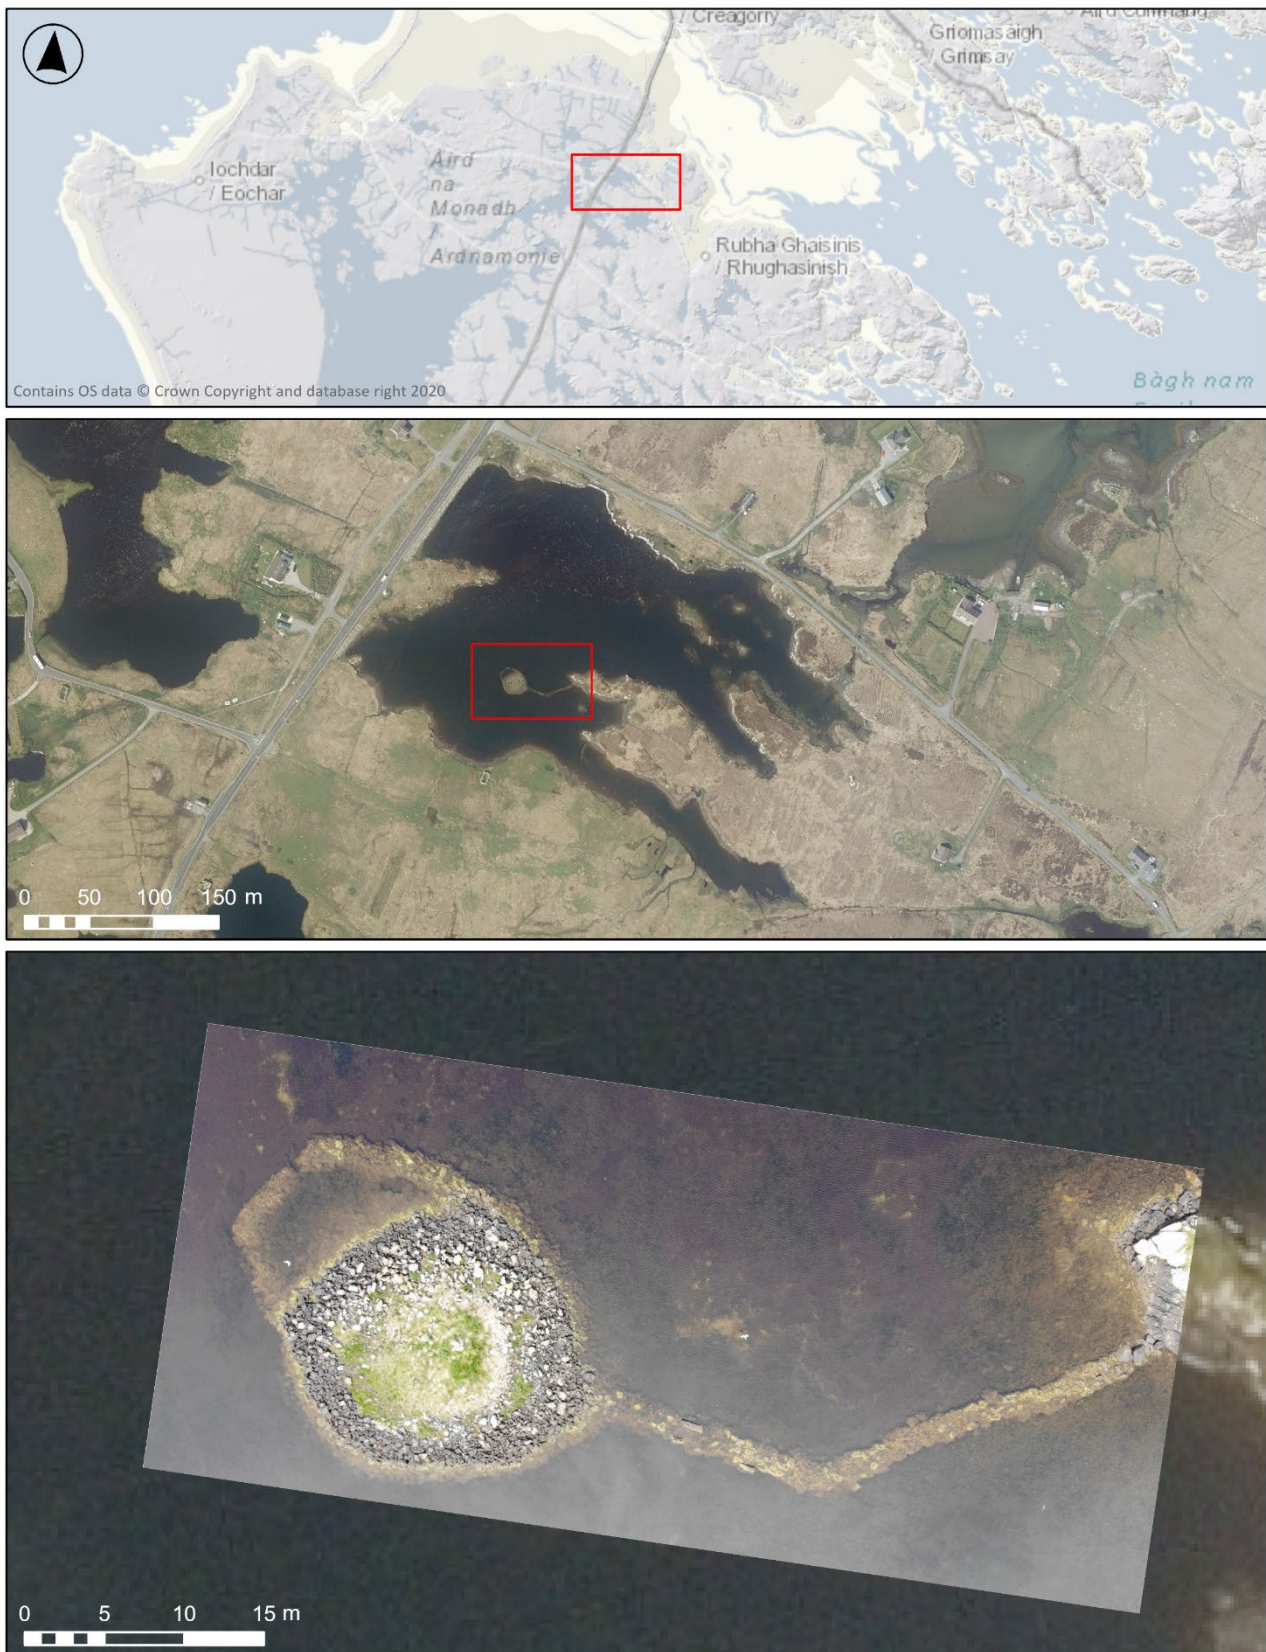 / Creagorry
Griomasaigh
/ Grimsay
Iochdar
/ Eochar
Àird
na
Monadh
/
Ardnamonie
Rubha Ghaisinis
/ Rhughasinish
Bàgh nam
Contains OS data © Crown Copyright and database right 2020
0 50 100 150 m
0 5 10 15 m